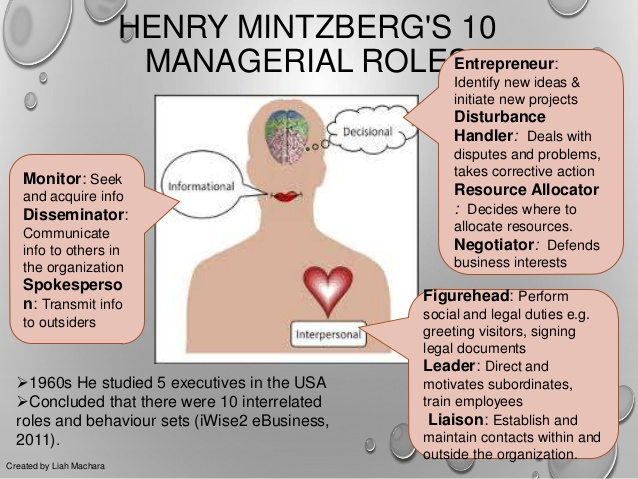 HENRY MINTZBERG'S 10
MANAGERIAL ROLES
Entrepreneur:
Identify new ideas &
initiate new projects
Disturbance
Handler: Deals with
disputes and problems,
takes corrective action
Resource Allocator
: Decides where to
allocate resources.
Negotiator: Defends
business interests
Decisional
Informational
Monitor: Seek
and acquire info
Disseminator:
Communicate
info to others in
the organization
Spokesperso
n: Transmit info
to outsiders
Interpersonal
Figurehead: Perform
social and legal duties e.g.
greeting visitors, signing
legal documents
Leader: Direct and
motivates subordinates,
train employees
Liaison: Establish and
maintain contacts within and
outside the organization.
➢1960s He studied 5 executives in the USA
➢Concluded that there were 10 interrelated
roles and behaviour sets (iWise2 eBusiness,
2011).
Created by Liah Machara